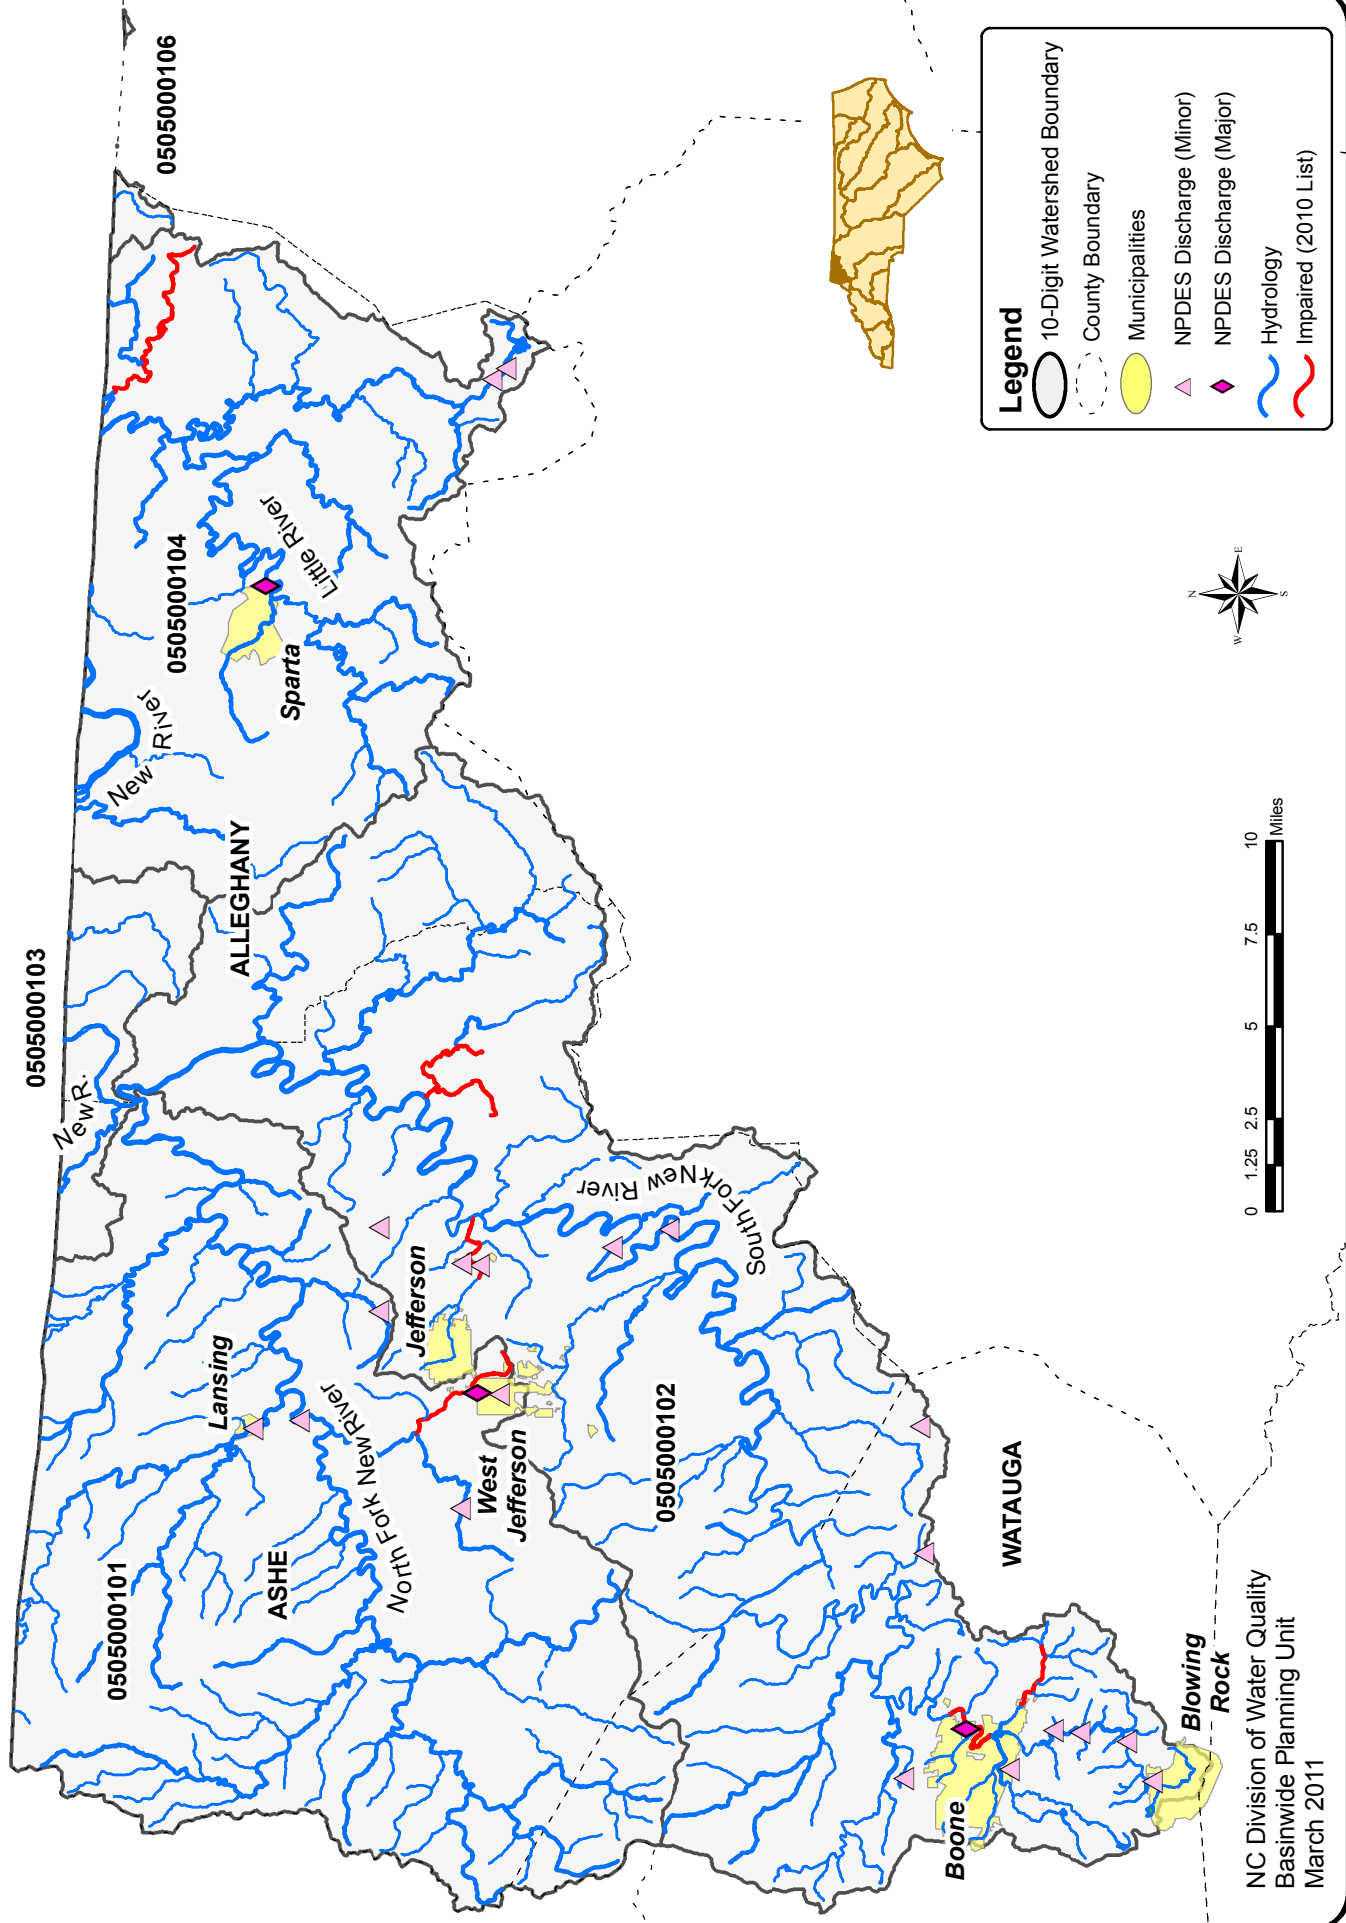 0505000106
0505000103
New R.
New
River
0505000104
Little River
Sparta
ALLEGHANY
0505000101
Lansing
ASHE
North Fork New River
Jefferson
West
Jefferson
South Fork New River
0505000102
WATAUGA
Boone
Blowing
Rock
N
W
E
S
0 1.25 2.5 5 7.5 10
Miles
Legend
10-Digit Watershed Boundary
County Boundary
Municipalities
NPDES Discharge (Minor)
NPDES Discharge (Major)
Hydrology
Impaired (2010 List)
NC Division of Water Quality
Basinwide Planning Unit
March 2011